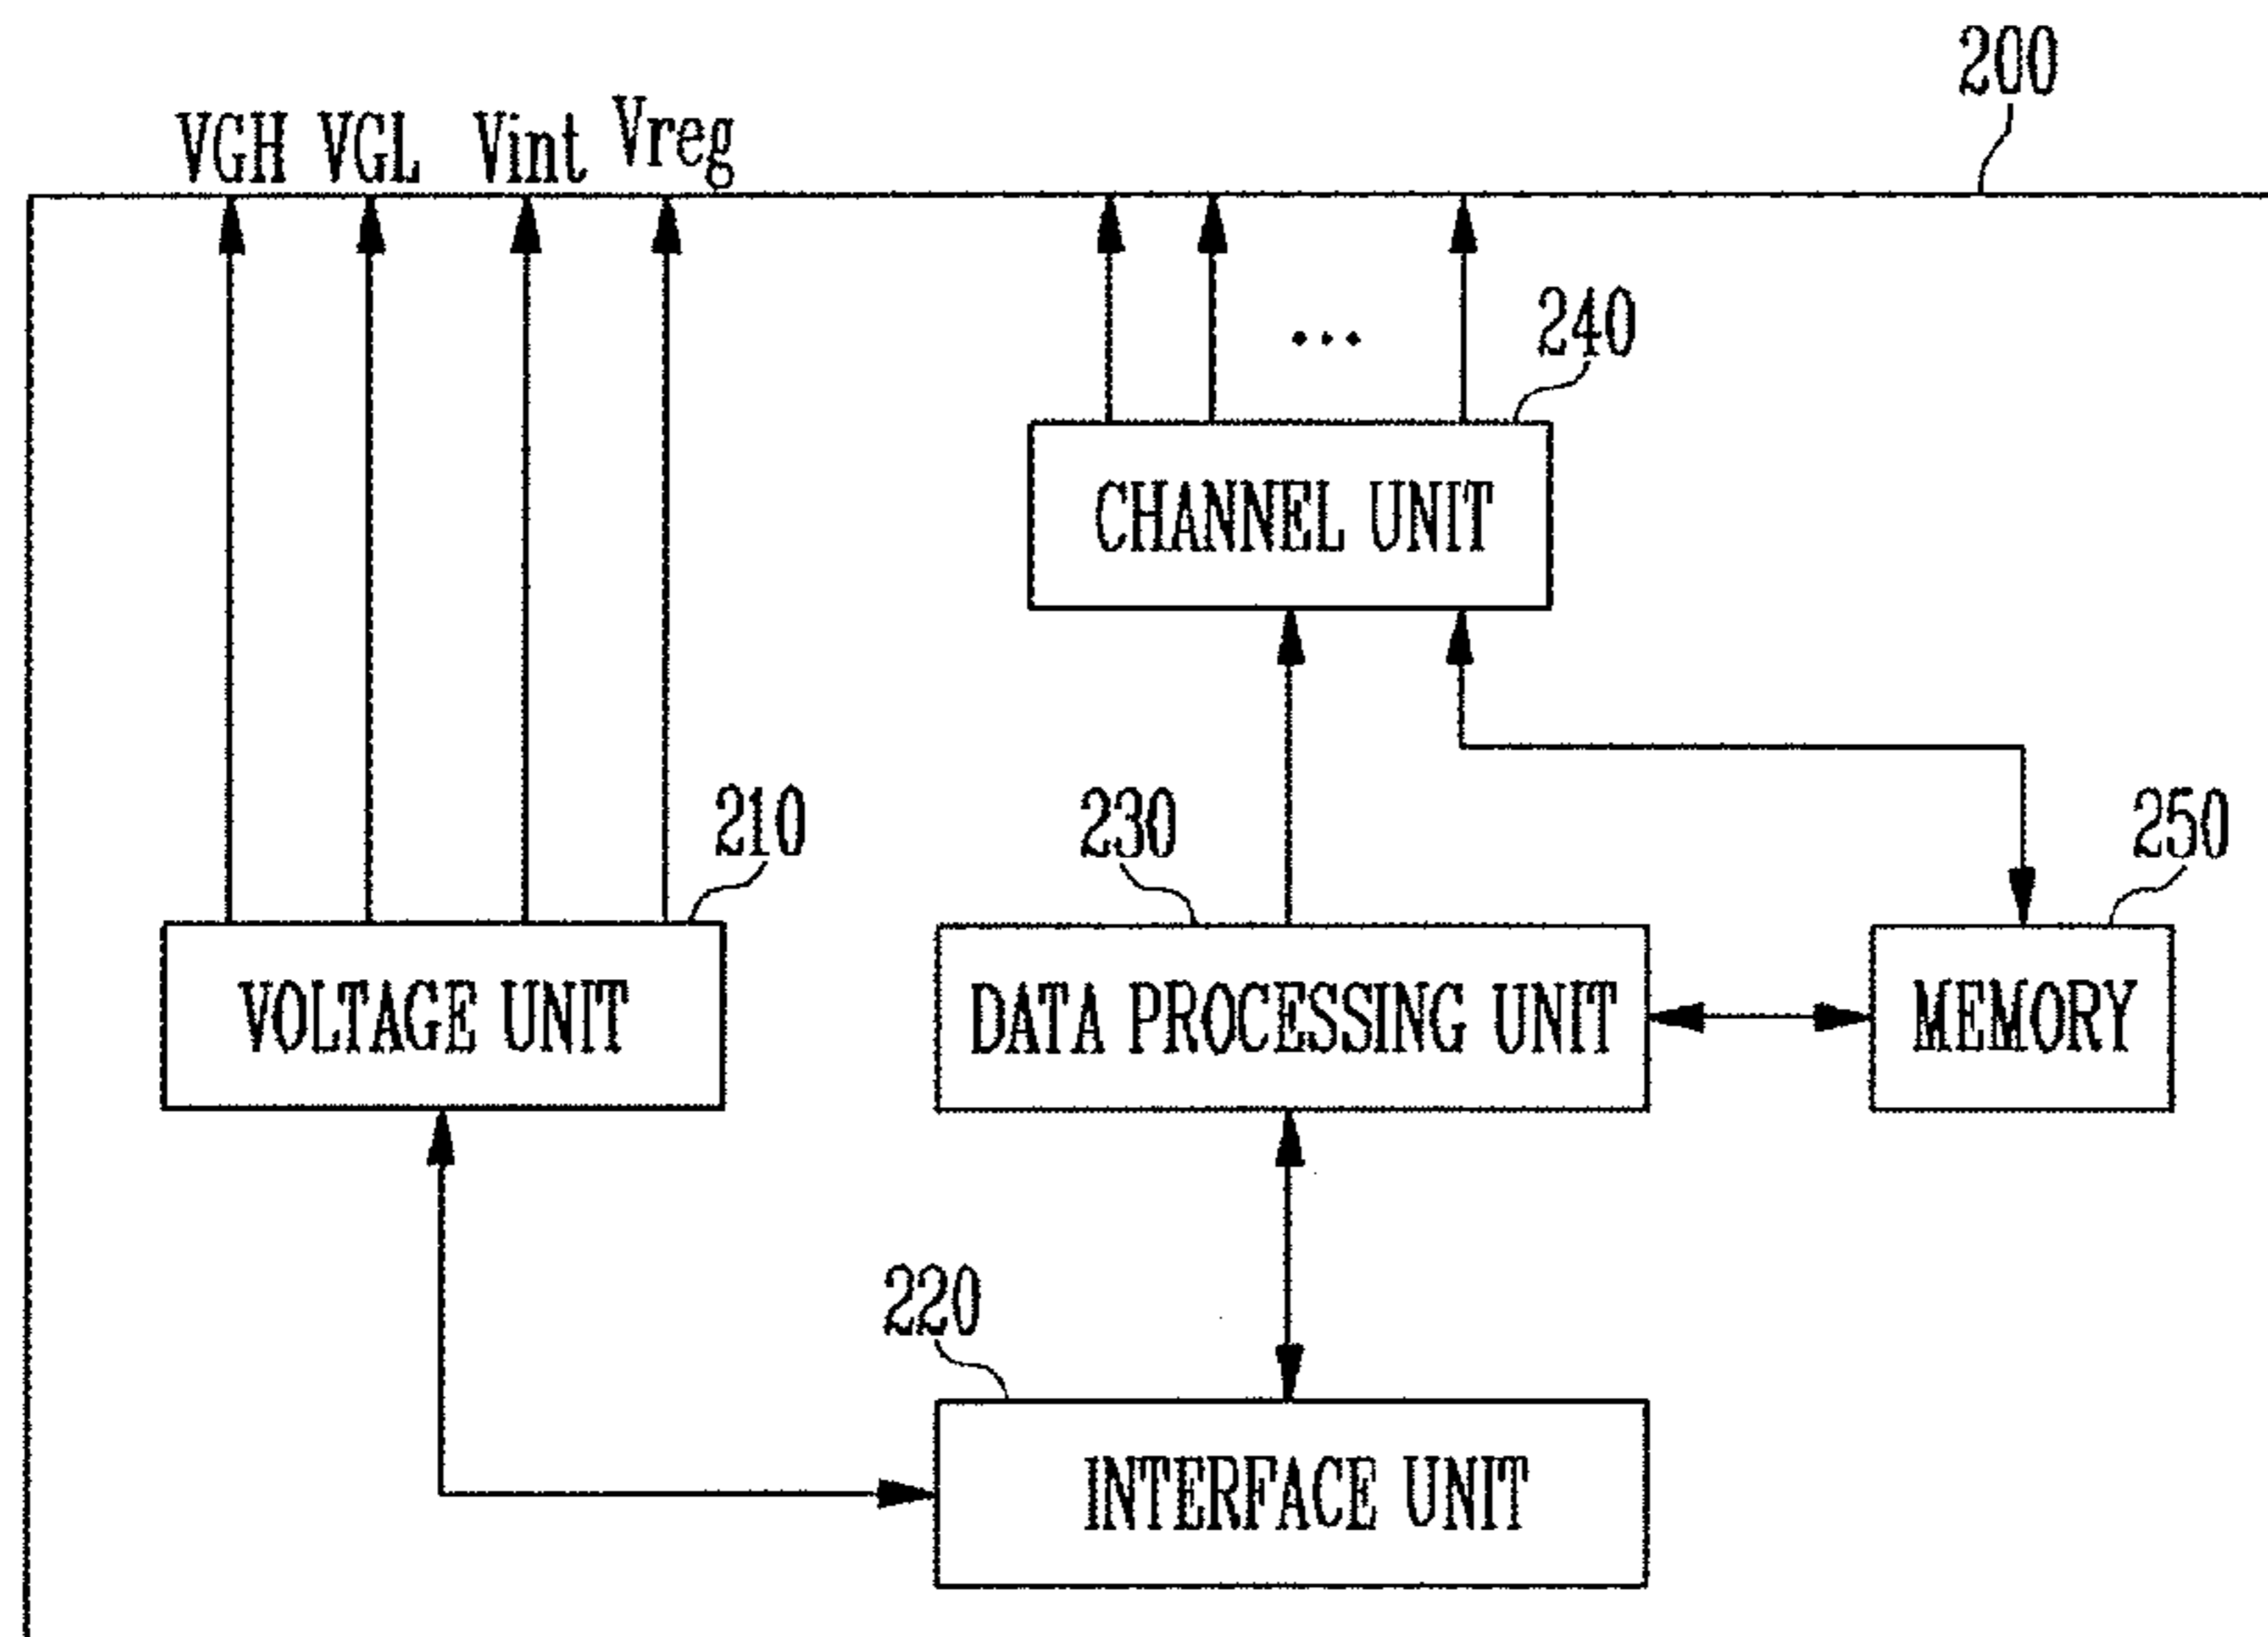 200
VGH VGL Vint Vreg
240
CHANNEL UNIT
210
230
250
VOLTAGE UNIT
DATA PROCESSING UNIT
MEMORY
220
INTERFACE UNIT